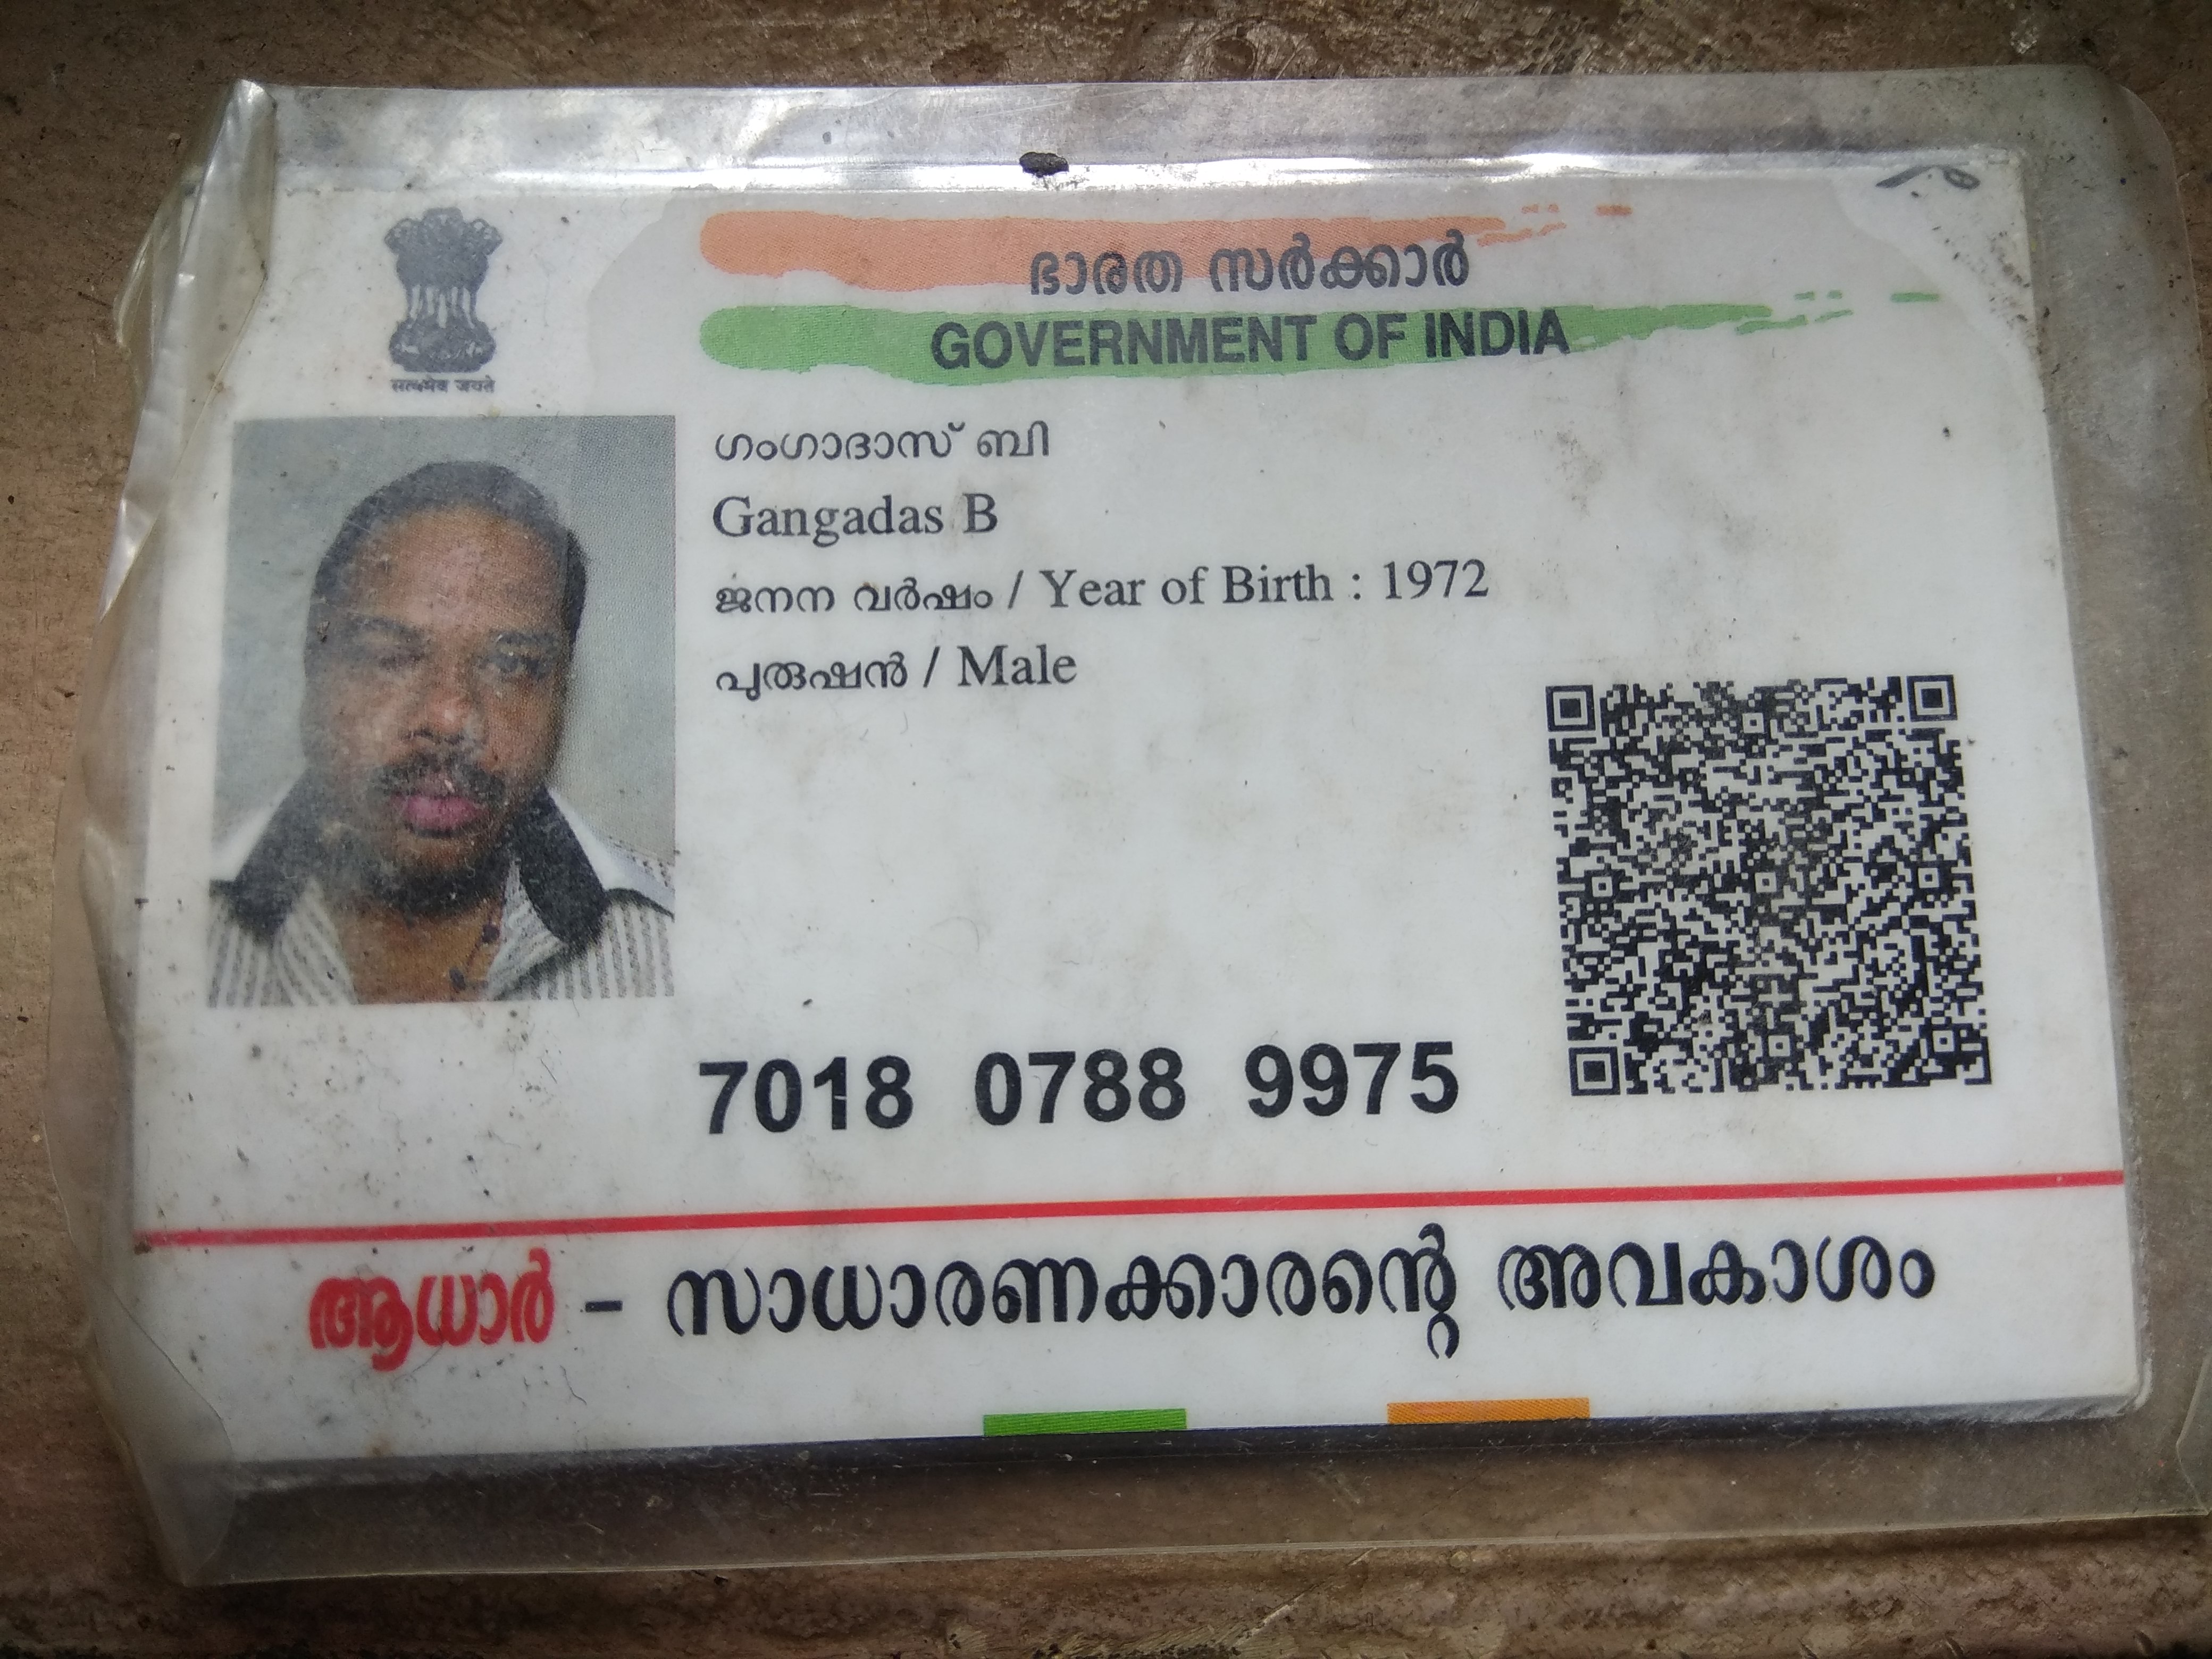 ഭാരത സർക്കാർ
GOVERNMENT OF INDIA
सत्यमेव जयते
ഗംഗാദാസ് ബി
Gangadas B
ജനന വർഷം / Year of Birth : 1972
പുരുഷൻ / Male
7018 0788 9975
ആധാർ – സാധാരണക്കാരന്റെ അവകാശം